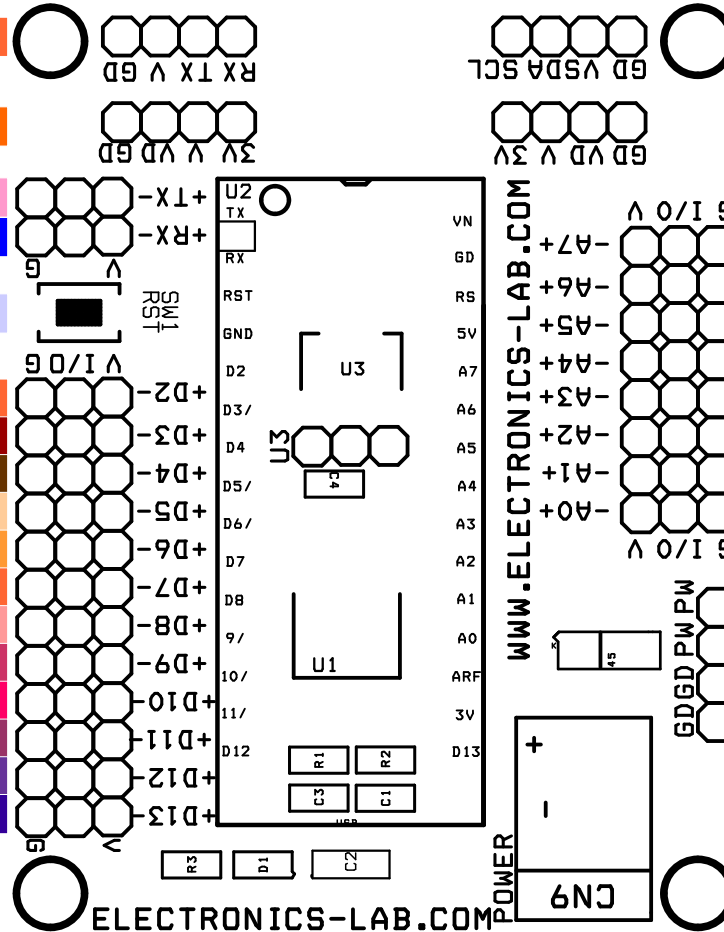 GD V TX RX
SCL SDA V GD
GD VD V 3V
3V V VD GD
-TX+
-RX+
G V
SW1
RST
G I/O V
-D2+
-D3+
-D4+
-D5+
-D6+
-D7+
-D8+
-D9+
-D10+
-D11+
-D12+
-D13+
G V
U2
TX
RX
RST
GND
D2
D3/
D4
D5/
D6/
D7
D8
9/
10/
11/
D12
VN
GD
RS
5V
A7
A6
A5
A4
A3
A2
A1
A0
ARF
3V
D13
U3
U3
C4
U1
R1 R2
C3 C1
USB
R3 D1 C2
WWW.ELECTRONICS-LAB.COM
V I/O G
+A7-
+A6-
+A5-
+A4-
+A3-
+A2-
+A1-
+A0-
V I/O G
K
45
GDGD PW PW
+
-
POWER
CN9
ELECTRONICS-LAB.COM